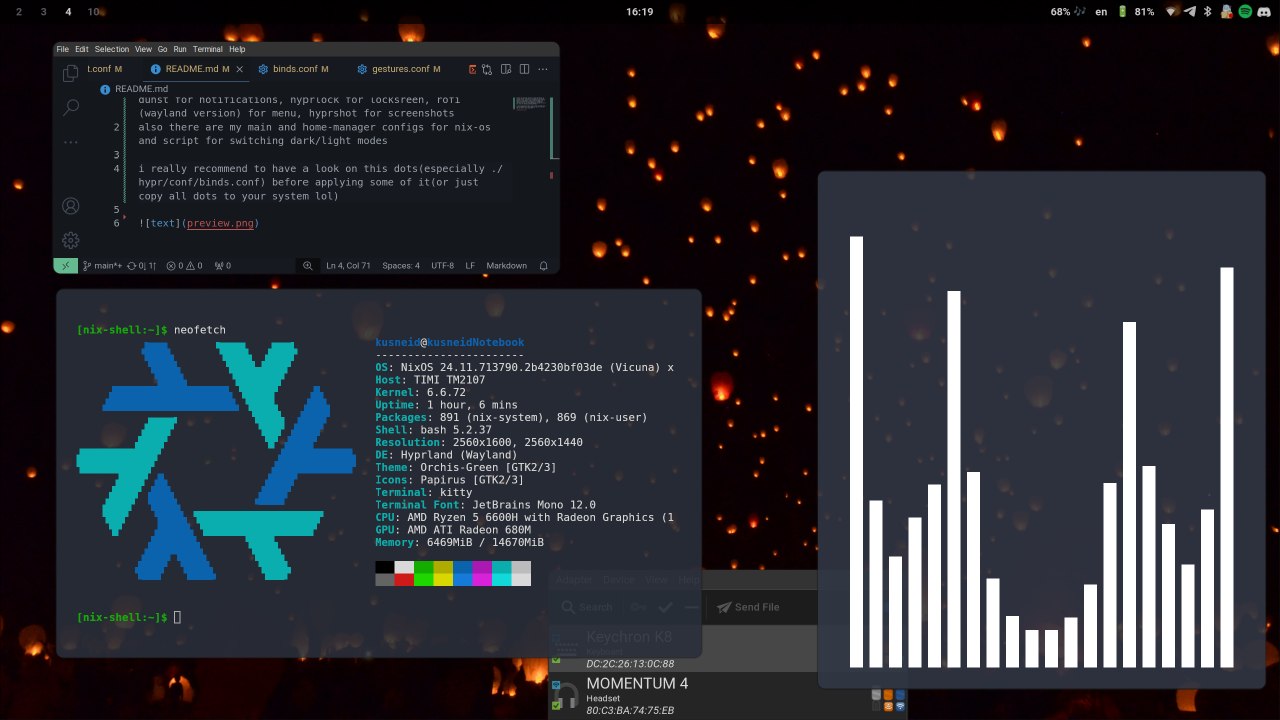 2 3 4 10
16:19
68% en 81%
File Edit Selection View Go Run Terminal Help
t.conf M README.md M binds.conf M gestures.conf M
README.md
dunst for notifications, hyprlock for locksreen, rofi
(wayland version) for menu, hyprshot for screenshots
2 also there are my main and home-manager configs for nix-os
and script for switching dark/light modes
3
4 i really recommend to have a look on this dots(especially ./
hypr/conf/binds.conf) before applying some of it(or just
copy all dots to your system lol)
5
6 ![text](preview.png)
main*+ 0↓ 1↑ 0 0 0 Ln 4, Col 71 Spaces: 4 UTF-8 LF Markdown
[nix-shell:~]$ neofetch
kusneid@kusneidNotebook
-----------------------
OS: NixOS 24.11.713790.2b4230bf03de (Vicuna) x
Host: TIMI TM2107
Kernel: 6.6.72
Uptime: 1 hour, 6 mins
Packages: 891 (nix-system), 869 (nix-user)
Shell: bash 5.2.37
Resolution: 2560x1600, 2560x1440
DE: Hyprland (Wayland)
Theme: Orchis-Green [GTK2/3]
Icons: Papirus [GTK2/3]
Terminal: kitty
Terminal Font: JetBrains Mono 12.0
CPU: AMD Ryzen 5 6600H with Radeon Graphics (1
GPU: AMD ATI Radeon 680M
Memory: 6469MiB / 14670MiB
[nix-shell:~]$
Adapter Device View Help
Search Send File
Keychron K8
Keyboard
DC:2C:26:13:0C:88
MOMENTUM 4
Headset
80:C3:BA:74:75:EB